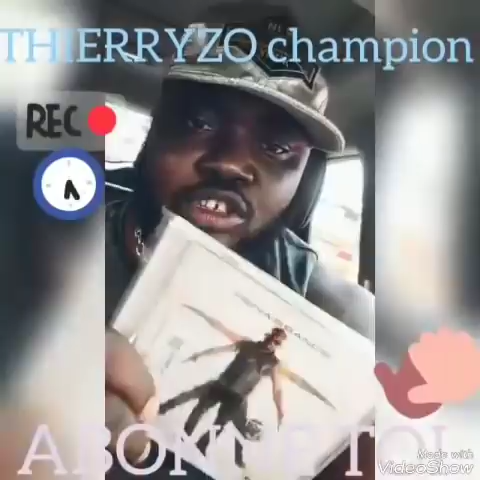 THIERRYZO champion
REC
ABONNE TOI
Made with
VideoShow